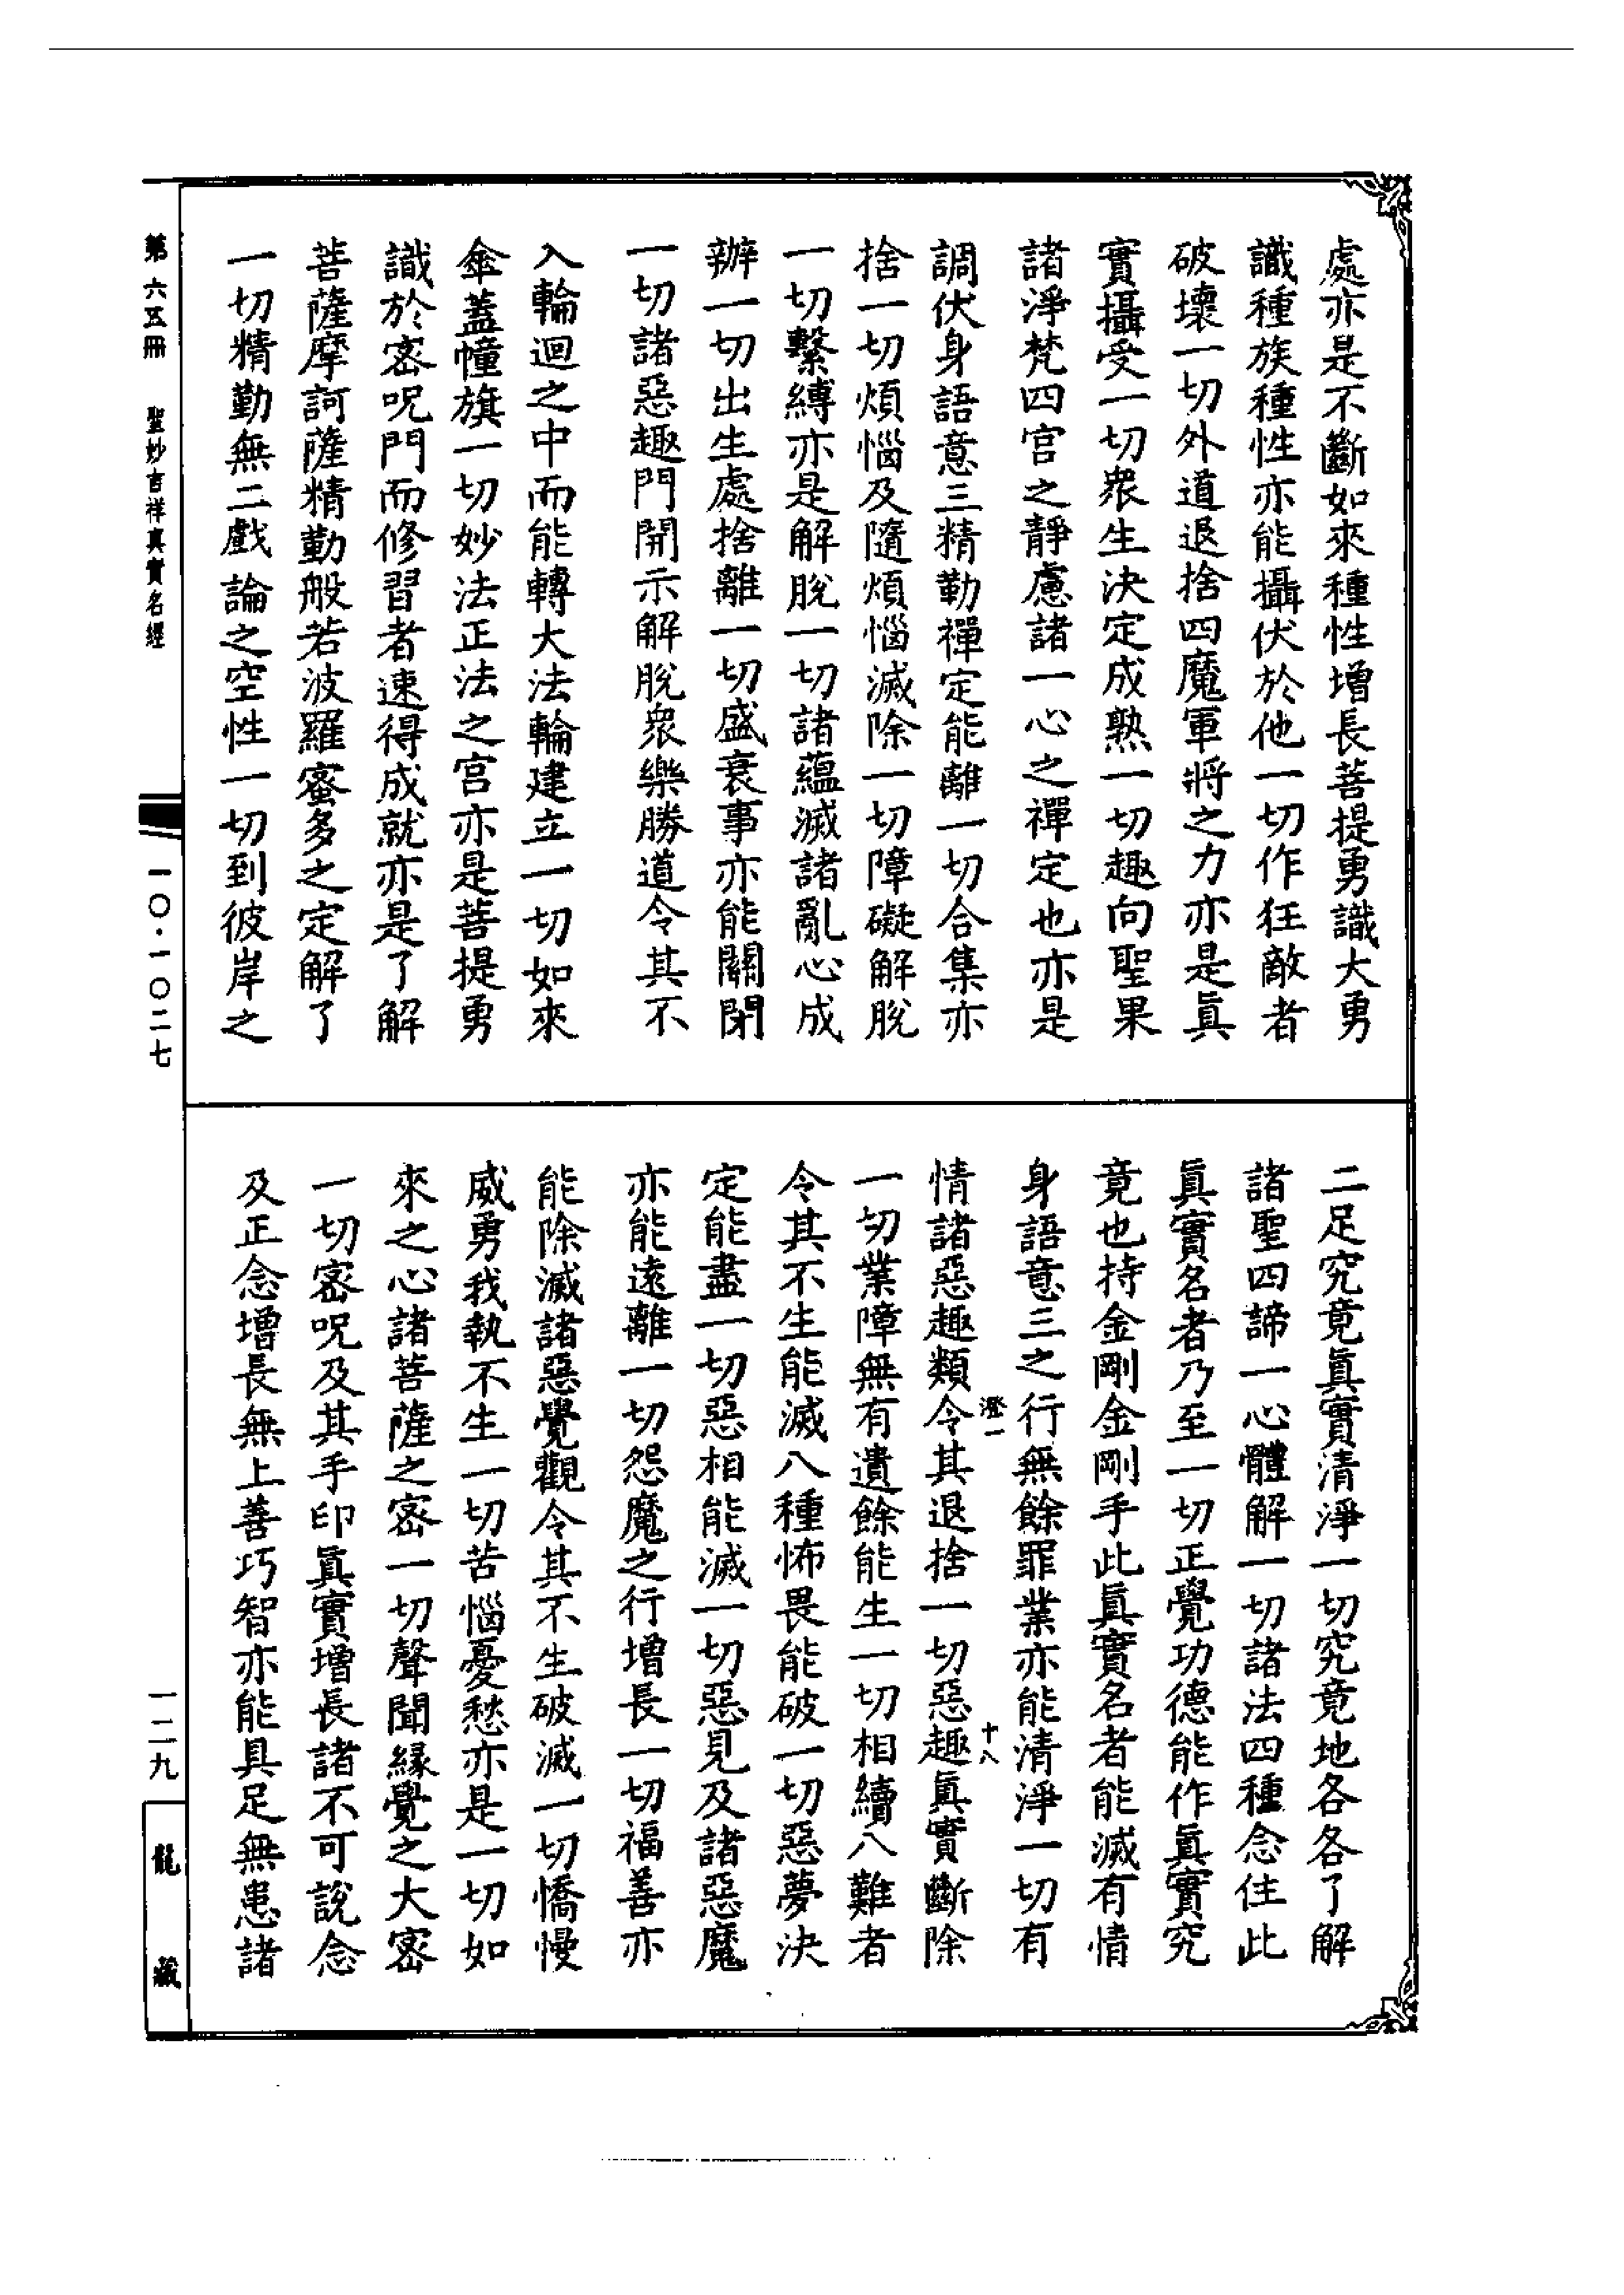 處亦是不斷如來種性增長菩提勇識大勇
識種族種性亦能攝伏於他一切作狂敵者
破壞一切外道退捨四魔軍將之力亦是眞
實攝受一切衆生決定成熟一切趣向聖果
諸淨梵四宮之靜慮諸一心之禪定也亦是
調伏身語意三精勤禪定能離一切合集亦
捨一切煩惱及隨煩惱滅除一切障礙解脫
一切繫縛亦是解脫一切諸蘊滅諸亂心成
辦一切出生處捨離一切盛衰事亦能關閉
一切諸惡趣門開示解脫衆樂勝道令其不
入輪迴之中而能轉大法輪建立一切如來
傘蓋幢旗一切妙法正法之宮亦是菩提勇
識於密呪門而修習者速得成就亦是了解
菩薩摩訶薩精勤般若波羅蜜多之定解了
一切精勤無二戲論之空性一切到彼岸之
二足究竟眞實清淨一切究竟地各各了解
諸聖四諦一心體解一切諸法四種念住此
眞實名者乃至一切正覺功德能作眞實究
竟也持金剛金剛手此眞實名者能滅有情
身語意三之行無餘罪業亦能清淨一切有
澄一 十八
情諸惡趣類令其退捨一切惡趣眞實斷除
一切業障無有遺餘能生一切相續八難者
令其不生能滅八種怖畏能破一切惡夢決
定能盡一切惡相能滅一切惡見及諸惡魔
亦能遠離一切怨魔之行增長一切福善亦
能除滅諸惡覺觀令其不生破滅一切憍慢
威勇我執不生一切苦惱憂愁亦是一切如
來之心諸菩薩之密一切聲聞緣覺之大密
一切密呪及其手印眞實增長諸不可說念
及正念增長無上善巧智亦能具足無患諸
第六五冊 聖妙吉祥真實名經 一〇·一〇二七 一二九 龍藏